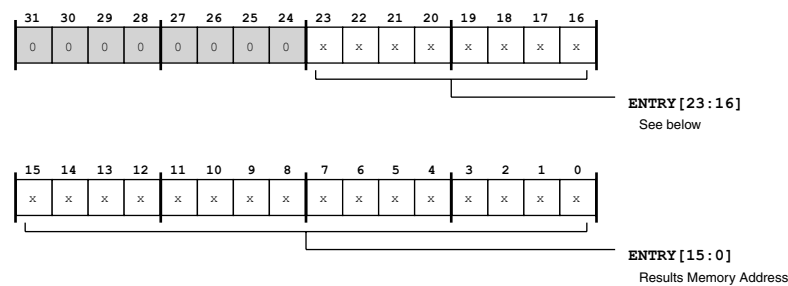 31 30 29 28 27 26 25 24 23 22 21 20 19 18 17 16
0 0 0 0 0 0 0 0 x x x x x x x x
ENTRY[23:16]
See below
15 14 13 12 11 10 9 8 7 6 5 4 3 2 1 0
x x x x x x x x x x x x x x x x
ENTRY[15:0]
Results Memory Address